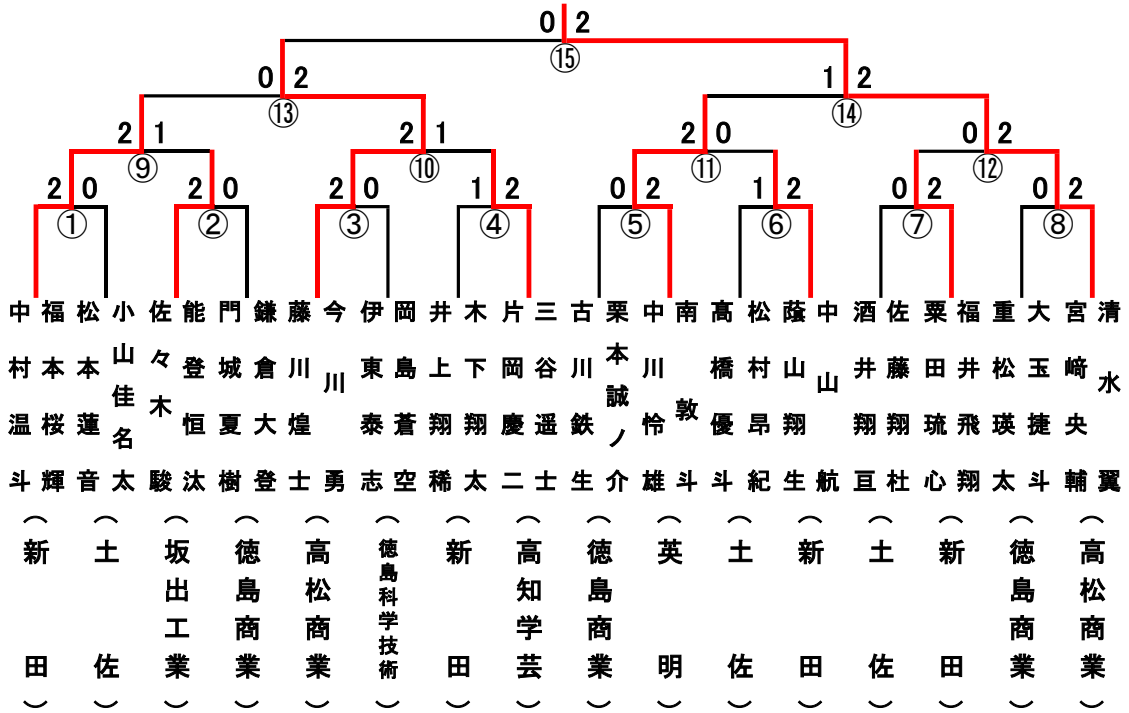 0 2
⑮
0 2
⑬
1 2
⑭
2 1
⑨
2 1
⑩
2 0
⑪
0 2
⑫
2 0
①
2 0
②
2 0
③
1 2
④
0 2
⑤
1 2
⑥
0 2
⑦
0 2
⑧
中村温斗
福本桜輝
松本蓮音
小山佳名太
佐々木駿
能登恒汰
門城夏樹
鎌倉大登
藤川煌士
今川勇
伊東泰志
岡島蒼空
井上翔稀
木下翔太
片岡慶二
三谷遥士
古川鉄生
栗本誠ノ介
中川怜雄
南敦斗
髙橋優斗
松村昂紀
蔭山翔生
中山航
酒井翔亘
佐藤翔杜
粟田琉心
福井飛翔
重松瑛太
大玉捷斗
宮﨑央輔
清水翼
（新田）
（土佐）
（坂出工業）
（徳島商業）
（高松商業）
（徳島科学技術）
（新田）
（高知学芸）
（徳島商業）
（英明）
（土佐）
（新田）
（土佐）
（新田）
（徳島商業）
（高松商業）